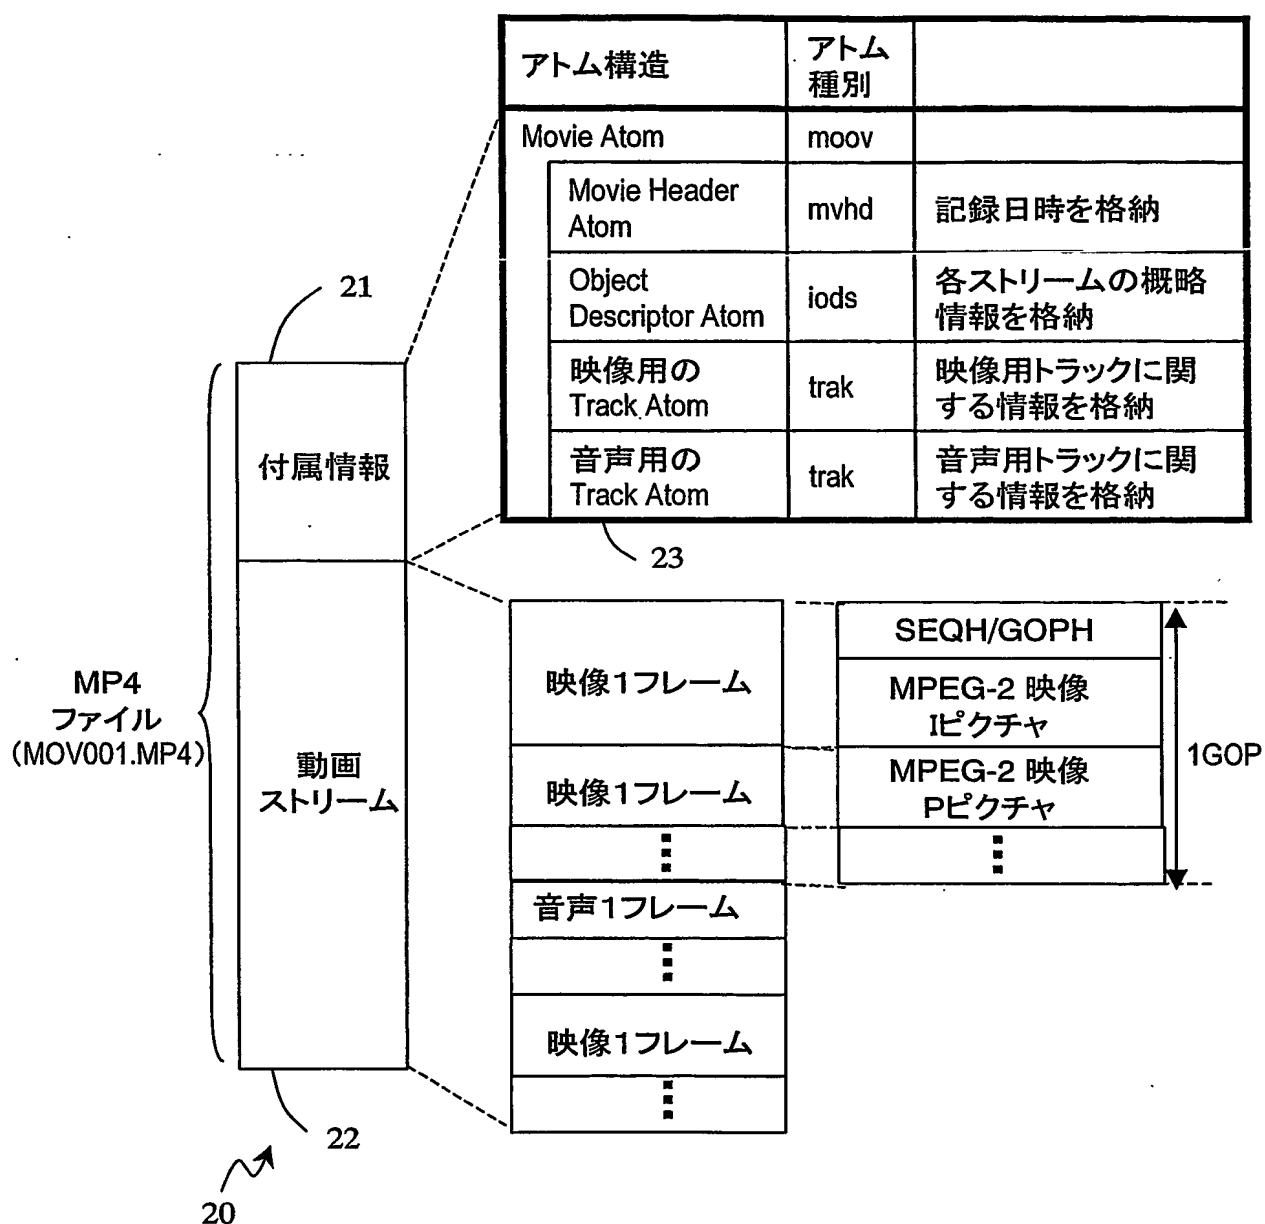 アトム構造
アトム
種別
Movie Atom
moov
Movie Header
Atom
mvhd
記録日時を格納
Object
Descriptor Atom
iods
各ストリームの概略
情報を格納
映像用の
Track Atom
trak
映像用トラックに関
する情報を格納
音声用の
Track Atom
trak
音声用トラックに関
する情報を格納
21
付属情報
23
MP4
ファイル
(MOV001.MP4)
動画
ストリーム
映像1フレーム
映像1フレーム
音声1フレーム
映像1フレーム
SEQH/GOPH
MPEG-2 映像
Iピクチャ
MPEG-2 映像
Pピクチャ
1GOP
22
20